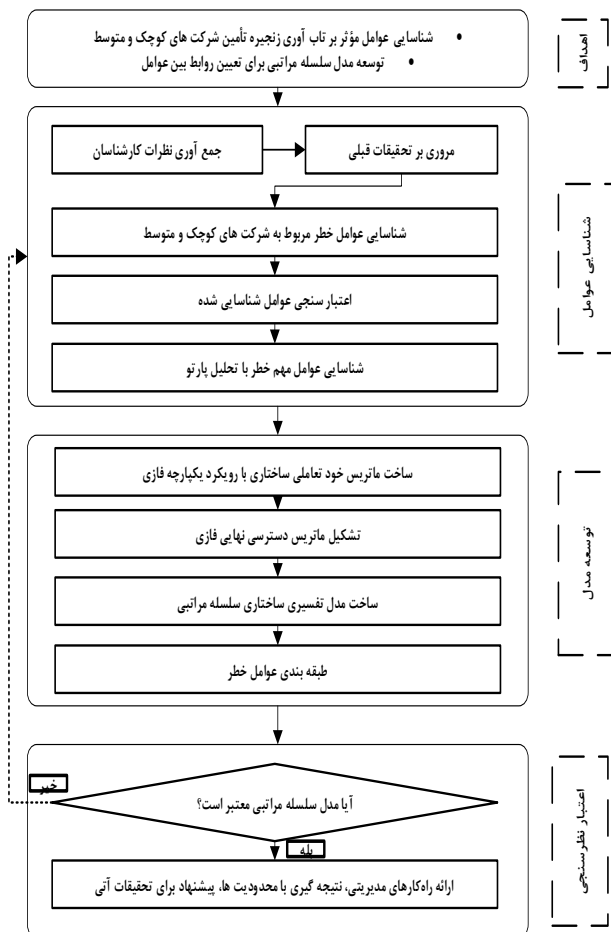 شناسایی عوامل مؤثر بر تاب آوری زنجیره تأمین شرکت های کوچک و متوسط
توسعه مدل سلسله مراتبی برای تعیین روابط بین عوامل
اهداف
جمع آوری نظرات کارشناسان
مروری بر تحقیقات قبلی
شناسایی عوامل خطر مربوط به شرکت های کوچک و متوسط
اعتبار سنجی عوامل شناسایی شده
شناسایی عوامل مهم خطر با تحلیل پارتو
شناسایی عوامل
ساخت ماتریس خود تعاملی ساختاری با رویکرد یکپارچه فازی
تشکیل ماتریس دسترسی نهایی فازی
ساخت مدل تفسیری ساختاری سلسله مراتبی
طبقه بندی عوامل خطر
توسعه مدل
خیر
آیا مدل سلسله مراتبی معتبر است؟
بله
ارائه راه‌کارهای مدیریتی، نتیجه گیری با محدودیت ها، پیشنهاد برای تحقیقات آتی
اعتبار نظرسنجی